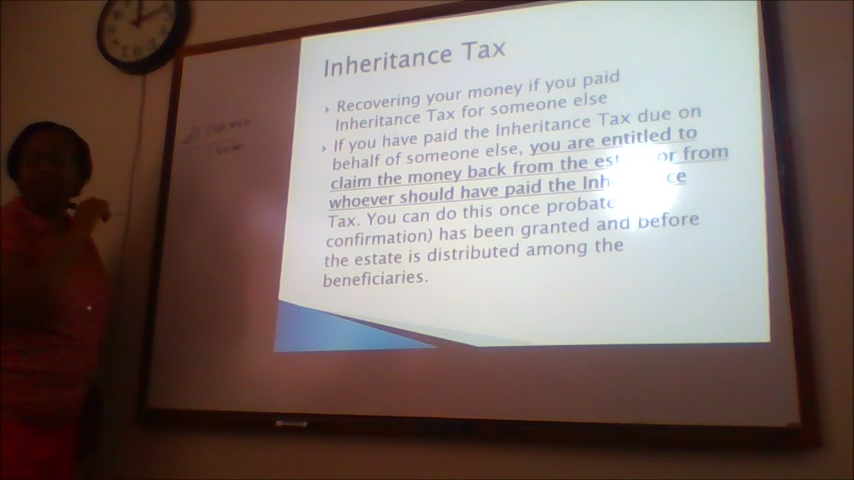 Inheritance Tax
Recovering your money if you paid
Inheritance Tax for someone else
If you have paid the Inheritance Tax due on
behalf of someone else, you are entitled to
claim the money back from the or from
whoever should have paid the
Tax. You can do this once probate
confirmation) has been granted and before
the estate is distributed among the
beneficiaries.